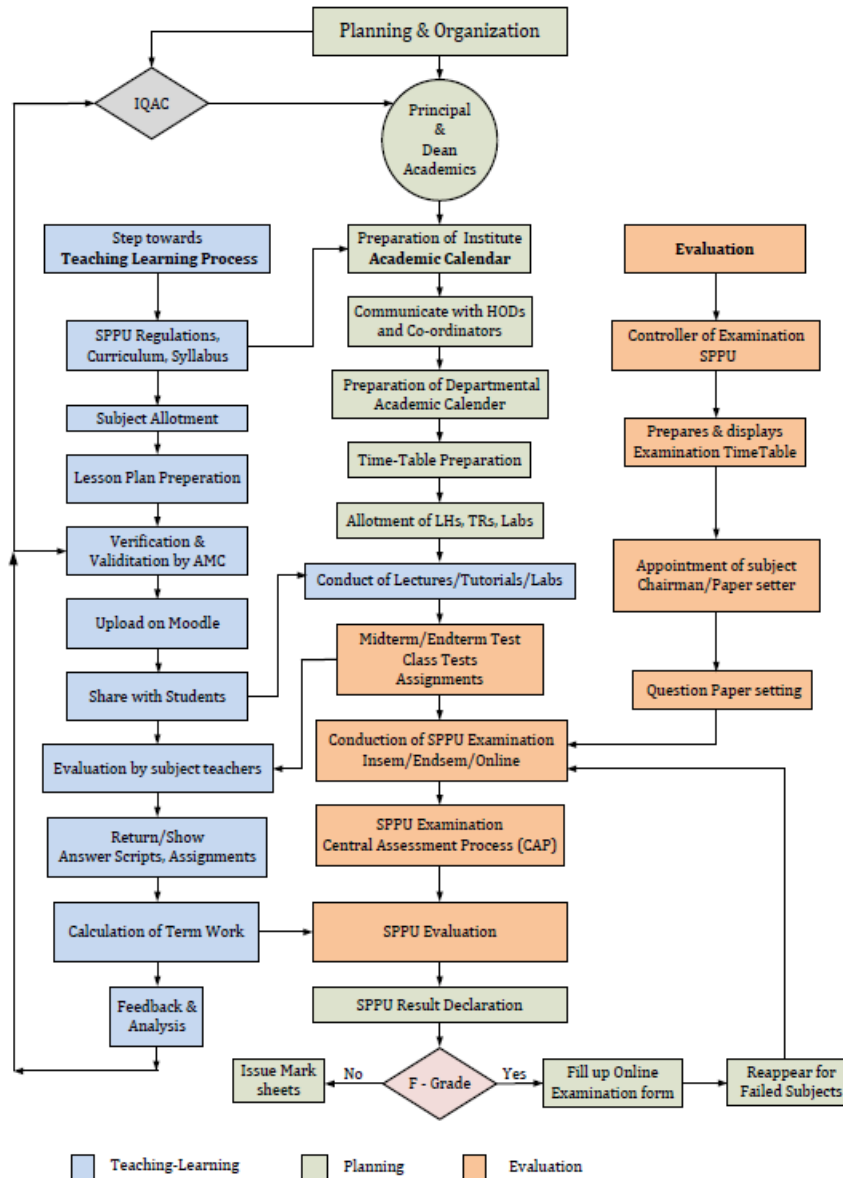 Planning & Organization
IQAC
Principal
&
Dean
Academics
Step towards
Teaching Learning Process
SPPU Regulations,
Curriculum, Syllabus
Subject Allotment
Lesson Plan Preperation
Verification &
Validitation by AMC
Upload on Moodle
Share with Students
Evaluation by subject teachers
Return/Show
Answer Scripts, Assignments
Calculation of Term Work
Feedback &
Analysis
Preparation of Institute
Academic Calendar
Communicate with HODs
and Co-ordinators
Preparation of Departmental
Academic Calender
Time-Table Preparation
Allotment of LHs, TRs, Labs
Conduct of Lectures/Tutorials/Labs
Midterm/Endterm Test
Class Tests
Assignments
Conduction of SPPU Examination
Insem/Endsem/Online
SPPU Examination
Central Assessment Process (CAP)
SPPU Evaluation
SPPU Result Declaration
Evaluation
Controller of Examination
SPPU
Prepares & displays
Examination TimeTable
Appointment of subject
Chairman/Paper setter
Question Paper setting
Issue Mark
sheets
No
F - Grade
Yes
Fill up Online
Examination form
Reappear for
Failed Subjects
Teaching-Learning
Planning
Evaluation